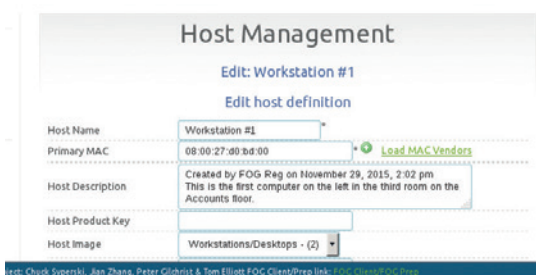 Host Management
Edit: Workstation #1
Edit host definition
Host Name Workstation #1 *
Primary MAC 08:00:27:d0:bd:00 * Load MAC Vendors
Host Description Created by FOG Reg on November 29, 2015, 2:02 pm
This is the first computer on the left in the third room on the
Accounts floor.
Host Product Key
Host Image Workstations/Desktops - (2)
ject: Chuck Syperski, Jian Zhang, Peter Gilchrist & Tom Elliott FOG Client/Prep link: FOG Client/FOG Prep